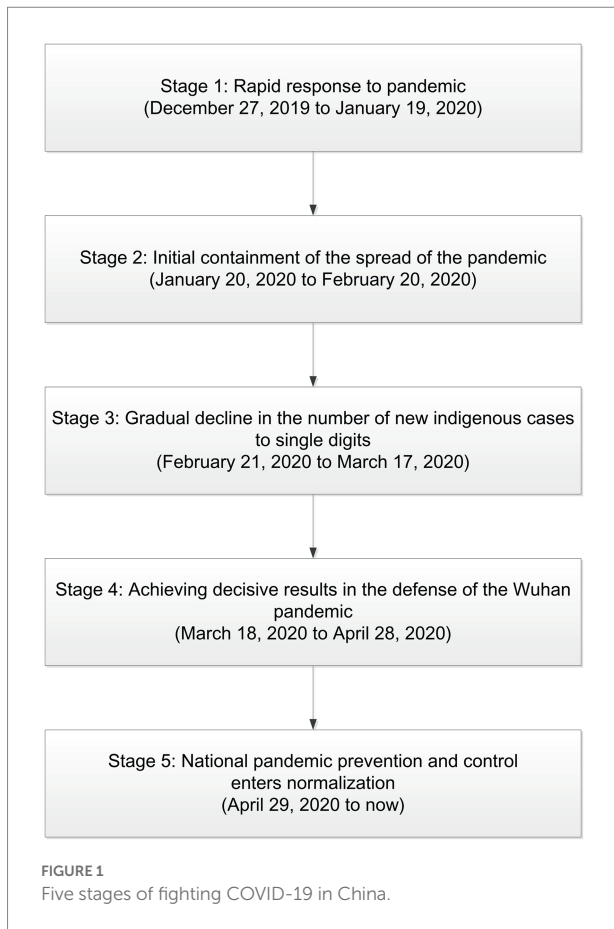 Stage 1: Rapid response to pandemic
(December 27, 2019 to January 19, 2020)
Stage 2: Initial containment of the spread of the pandemic
(January 20, 2020 to February 20, 2020)
Stage 3: Gradual decline in the number of new indigenous cases
to single digits
(February 21, 2020 to March 17, 2020)
Stage 4: Achieving decisive results in the defense of the Wuhan
pandemic
(March 18, 2020 to April 28, 2020)
Stage 5: National pandemic prevention and control
enters normalization
(April 29, 2020 to now)
FIGURE 1
Five stages of fighting COVID-19 in China.